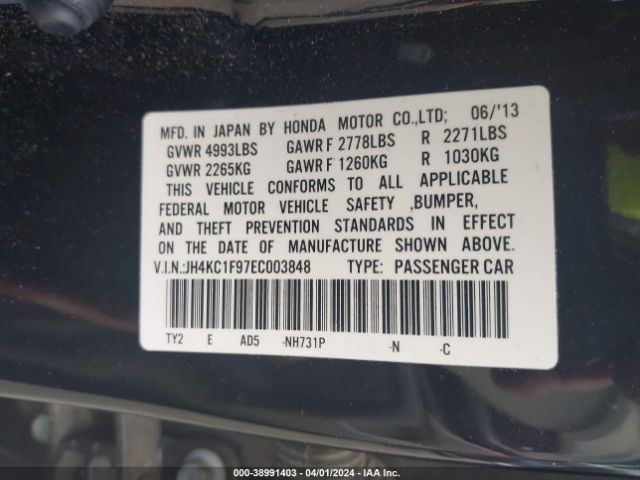 MFD. IN JAPAN BY HONDA MOTOR CO.,LTD; 06/'13
GVWR 4993LBS GAWR F 2778LBS R 2271LBS
GVWR 2265KG GAWR F 1260KG R 1030KG
THIS VEHICLE CONFORMS TO ALL APPLICABLE
FEDERAL MOTOR VEHICLE SAFETY ,BUMPER,
AND THEFT PREVENTION STANDARDS IN EFFECT
ON THE DATE OF MANUFACTURE SHOWN ABOVE.
V.I.N.:JH4KC1F97EC003848 TYPE: PASSENGER CAR
TY2 E AD5 -NH731P -N -C
000-38991403 - 04/01/2024 - IAA Inc.